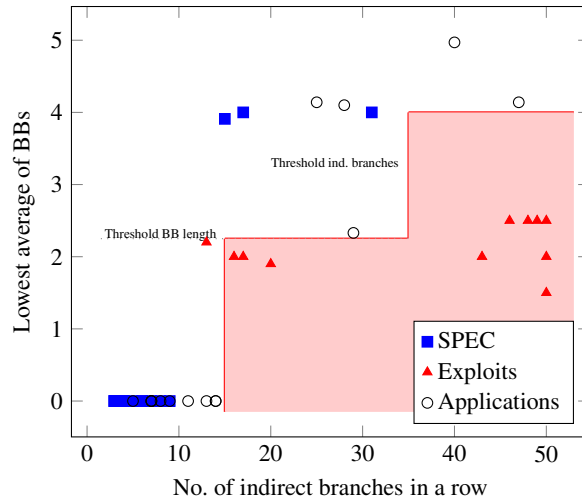 5
4
3
2
1
0
Lowest average of BBs
Threshold ind. branches
Threshold BB length
SPEC
Exploits
Applications
0 10 20 30 40 50
No. of indirect branches in a row